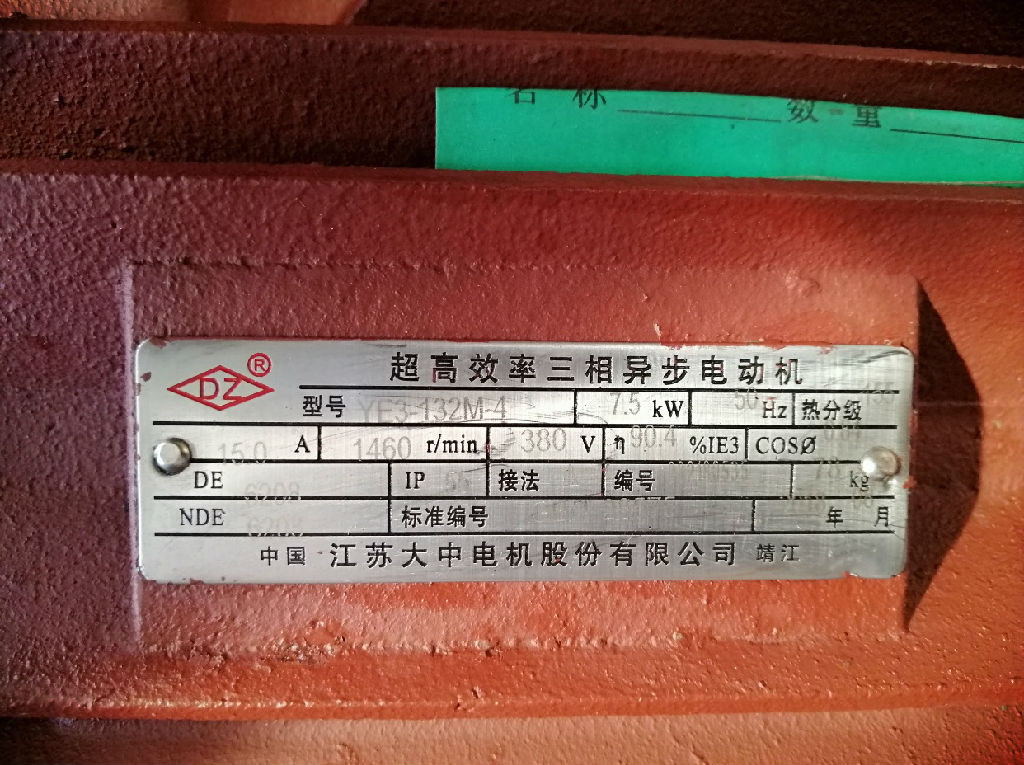 名 称 数 量
DZ ®
超高效率三相异步电动机
型号 YE3-132M-4 7.5 kW 50 Hz 热分级 155
15.0 A 1460 r/min 380 V η 90.4 %IE3 COSØ
DE 6208 IP 55 接法 编号 kg
NDE 6208 标准编号 年 月
中国 江苏大中电机股份有限公司 靖江